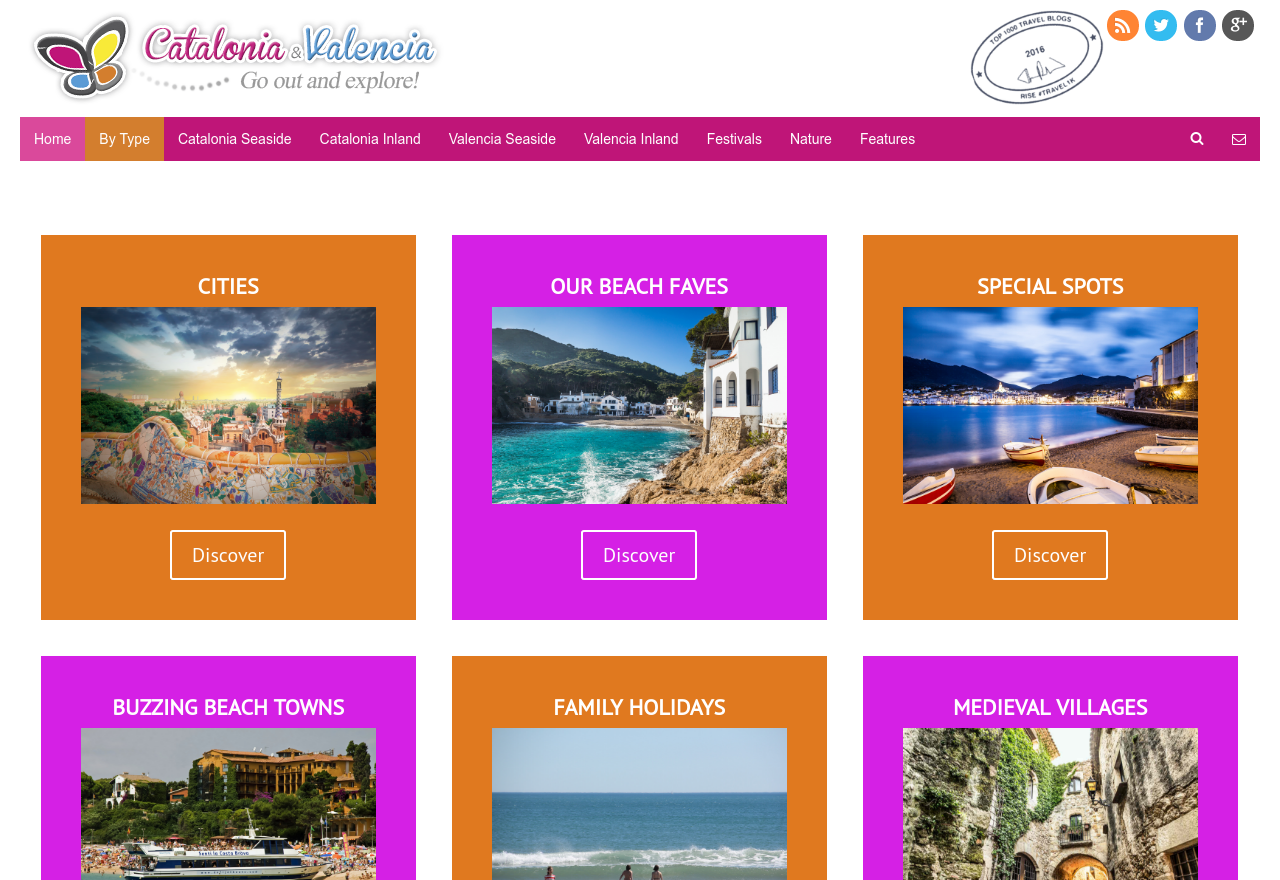 Catalonia & Valencia
Go out and explore!
TOP 1000 TRAVEL BLOGS
2016
RISE #TRAVEL1K
Home By Type Catalonia Seaside Catalonia Inland Valencia Seaside Valencia Inland Festivals Nature Features
CITIES
OUR BEACH FAVES
SPECIAL SPOTS
Discover
Discover
Discover
BUZZING BEACH TOWNS
FAMILY HOLIDAYS
MEDIEVAL VILLAGES